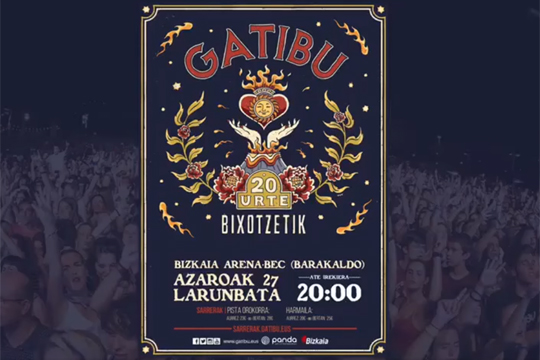 GATIBU
20
URTE
BIXOTZETIK
BIZKAIA ARENA-BEC (BARAKALDO)
AZAROAK 27
LARUNBATA
ATE IREKIERA
20:00
SARRERAK PISTA OROKORRA:
HARMAILA:
SARRERAK.GATIBU.EUS
www.gatibu.eus panda Bizkaia